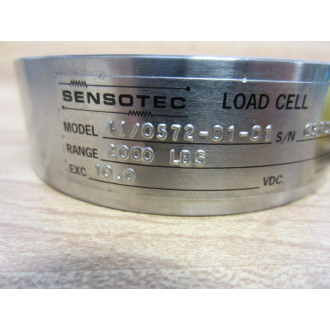 SENSOTEC LOAD CELL
MODEL 41/0572-01-01 S/N
RANGE 2000 LBS
EXC 10.0 VDC